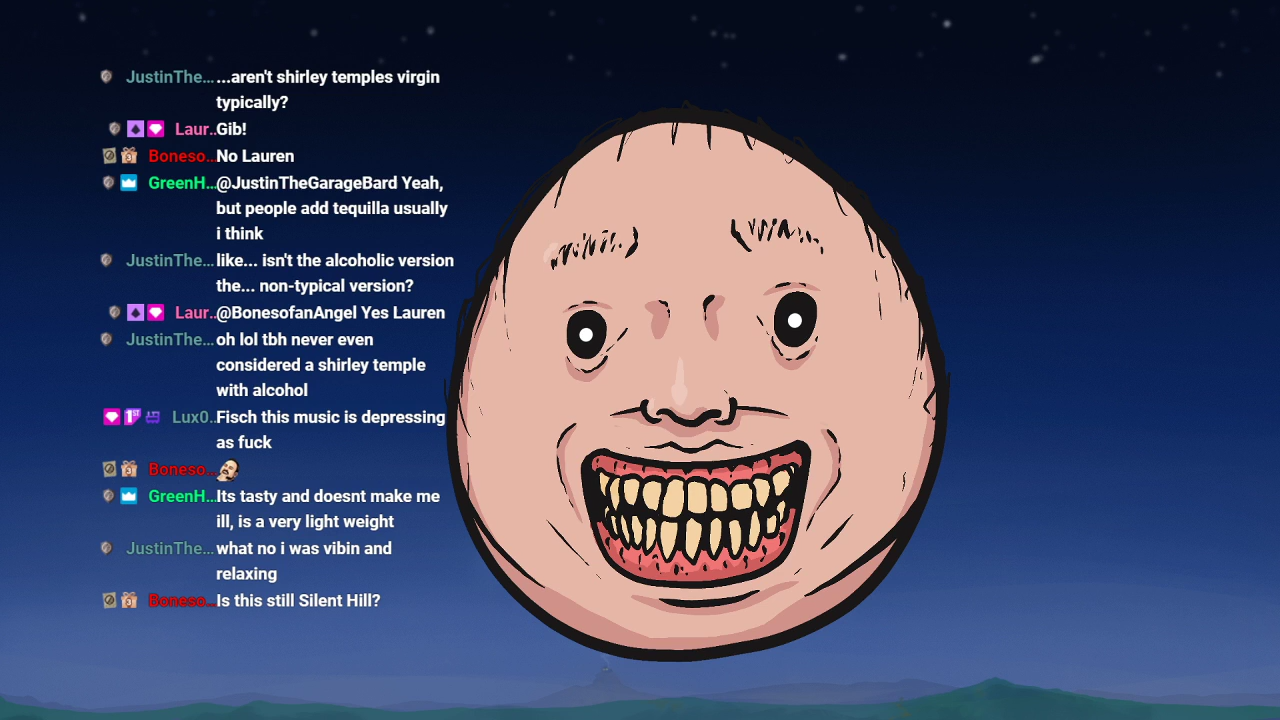 JustinThe... ...aren't shirley temples virgin
typically?
Laur.. Gib!
Boneso... No Lauren
GreenH... @JustinTheGarageBard Yeah,
but people add tequilla usually
i think
JustinThe... like... isn't the alcoholic version
the... non-typical version?
Laur.. @BonesofanAngel Yes Lauren
JustinThe... oh lol tbh never even
considered a shirley temple
with alcohol
Lux0.. Fisch this music is depressing
as fuck
Boneso...
GreenH... Its tasty and doesnt make me
ill, is a very light weight
JustinThe... what no i was vibin and
relaxing
Boneso... Is this still Silent Hill?